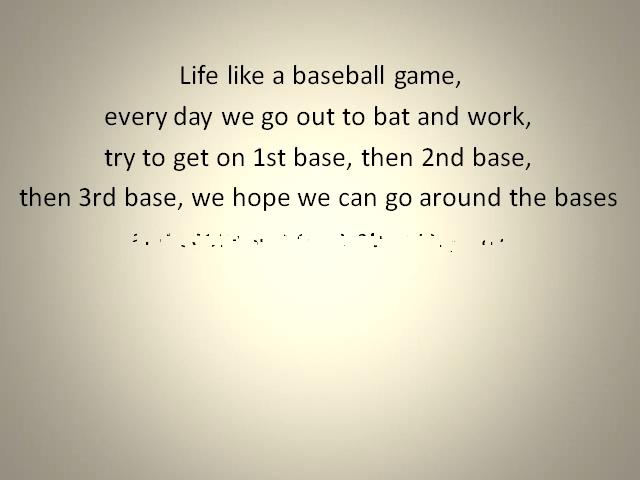 Life like a baseball game,
every day we go out to bat and work,
try to get on 1st base, then 2nd base,
then 3rd base, we hope we can go around the bases